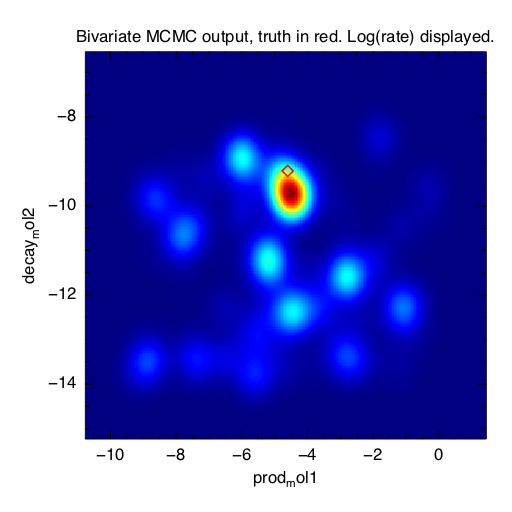 Bivariate MCMC output, truth in red. Log(rate) displayed.
−8
−10
−12
−14
decay_mol2
−10 −8 −6 −4 −2 0
prod_mol1